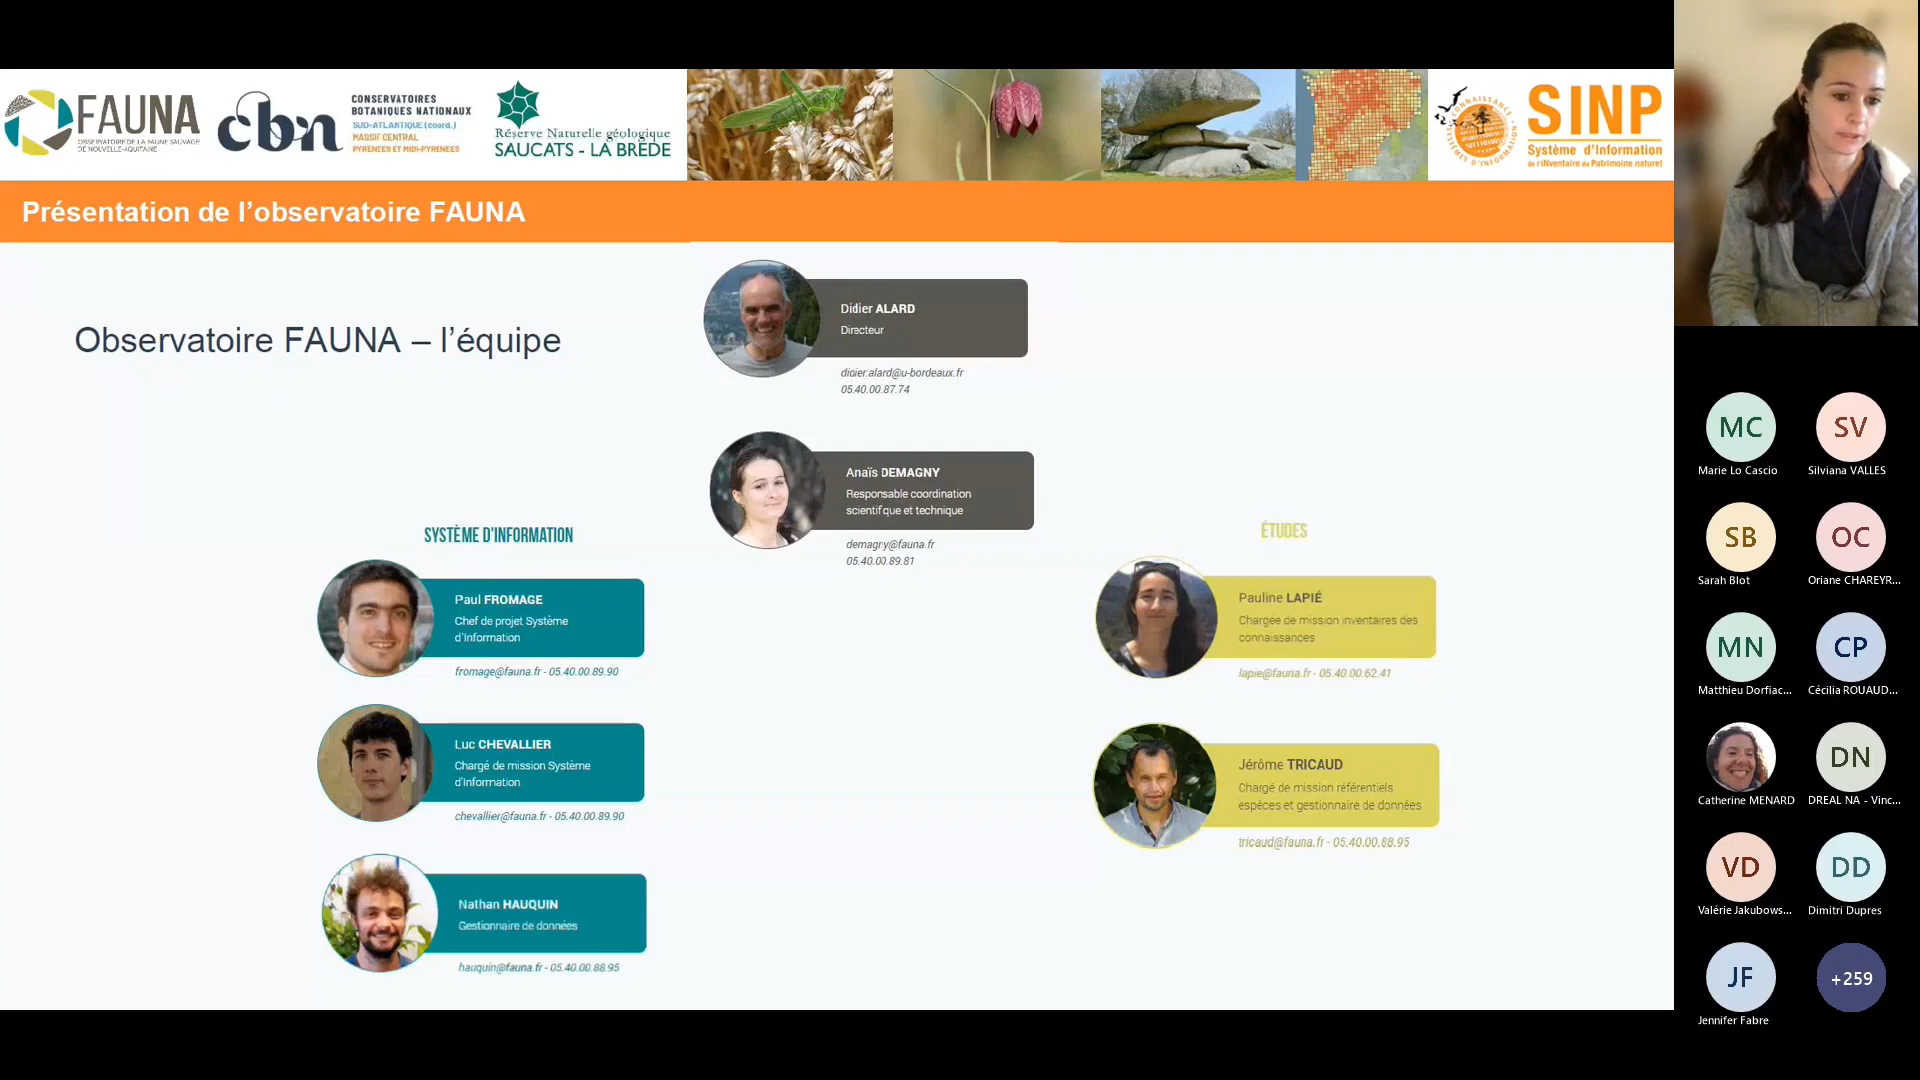 FAUNA
OBSERVATOIRE DE LA FAUNE SAUVAGE
DE NOUVELLE-AQUITAINE
cbn
CONSERVATOIRES
BOTANIQUES NATIONAUX
SUD-ATLANTIQUE (coord.)
MASSIF CENTRAL
PYRENEES ET MIDI-PYRENEES
Réserve Naturelle géologique
SAUCATS - LA BRÈDE
SINP
Système d'Information
de l'iNventaire du Patrimoine naturel
Présentation de l'observatoire FAUNA
Observatoire FAUNA – l'équipe
Didier ALARD
Directeur
didier.alard@u-bordeaux.fr
05.40.00.87.74
Anaïs DEMAGNY
Responsable coordination
scientifique et technique
demagny@fauna.fr
05.40.00.89.81
SYSTÈME D'INFORMATION
Paul FROMAGE
Chef de projet Système
d'Information
fromage@fauna.fr - 05.40.00.89.90
Luc CHEVALLIER
Chargé de mission Système
d'Information
chevallier@fauna.fr - 05.40.00.89.90
Nathan HAUQUIN
Gestionnaire de données
hauquin@fauna.fr - 05.40.00.88.95
ÉTUDES
Pauline LAPIÉ
Chargée de mission inventaires des
connaissances
lapie@fauna.fr - 05.40.00.62.41
Jérôme TRICAUD
Chargé de mission référentiels
espèces et gestionnaire de données
tricaud@fauna.fr - 05.40.00.88.95
MC
Marie Lo Cascio
SV
Silviana VALLES
SB
Sarah Blot
OC
Oriane CHAREYR...
MN
Matthieu Dorfiac...
CP
Cécilia ROUAUD...
Catherine MENARD
DN
DREAL NA - Vinc...
VD
Valérie Jakubows...
DD
Dimitri Dupres
JF
Jennifer Fabre
+259